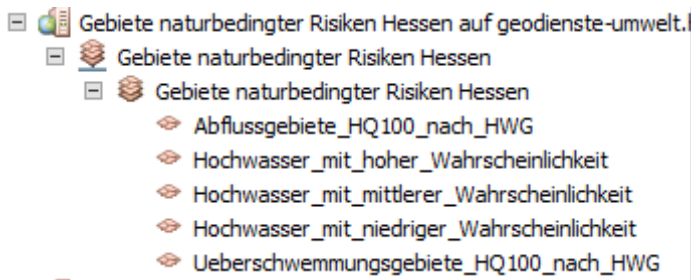 Gebiete naturbedingter Risiken Hessen auf geodienste-umwelt.
Gebiete naturbedingter Risiken Hessen
Gebiete naturbedingter Risiken Hessen
Abflussgebiete_HQ100_nach_HWG
Hochwasser_mit_hoher_Wahrscheinlichkeit
Hochwasser_mit_mittlerer_Wahrscheinlichkeit
Hochwasser_mit_niedriger_Wahrscheinlichkeit
Ueberschwemmungsgebiete_HQ100_nach_HWG